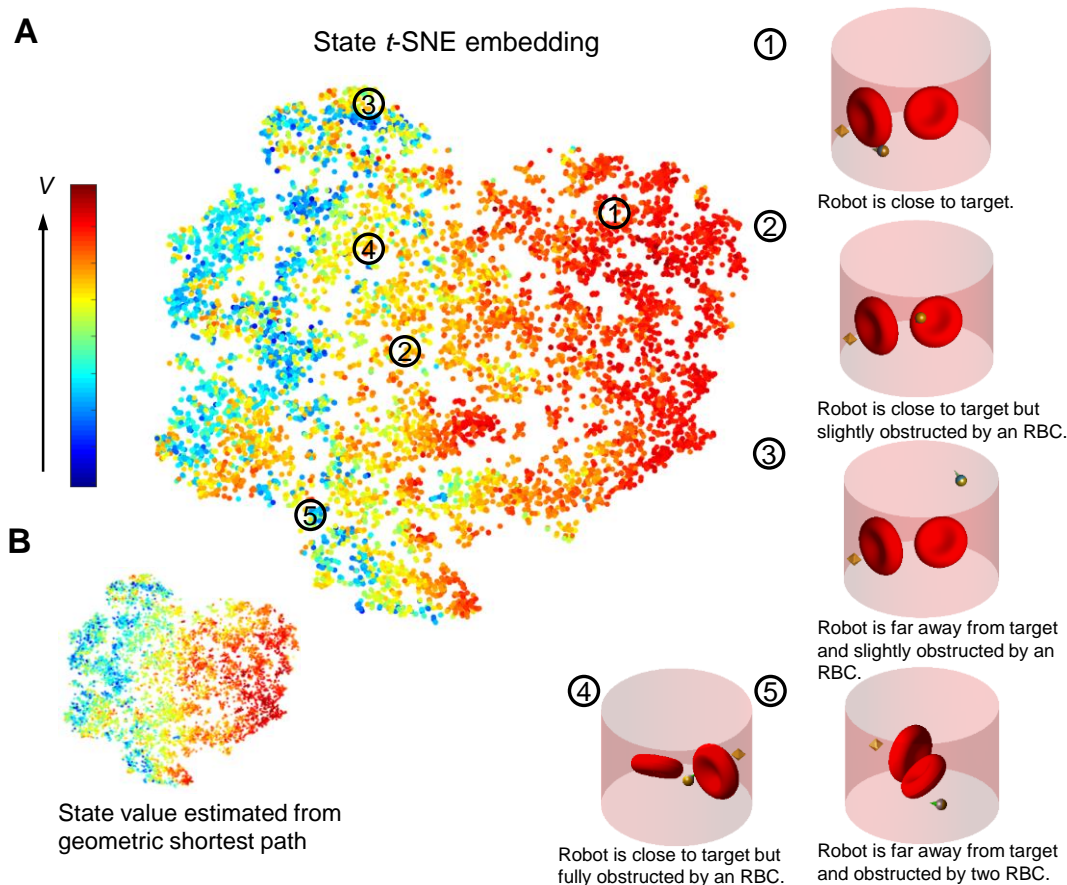 A
State t-SNE embedding
V
1
2
3
4
5
B
State value estimated from
geometric shortest path
1
Robot is close to target.
2
Robot is close to target but
slightly obstructed by an RBC.
3
Robot is far away from target
and slightly obstructed by an
RBC.
4
Robot is close to target but
fully obstructed by an RBC.
5
Robot is far away from target
and obstructed by two RBC.